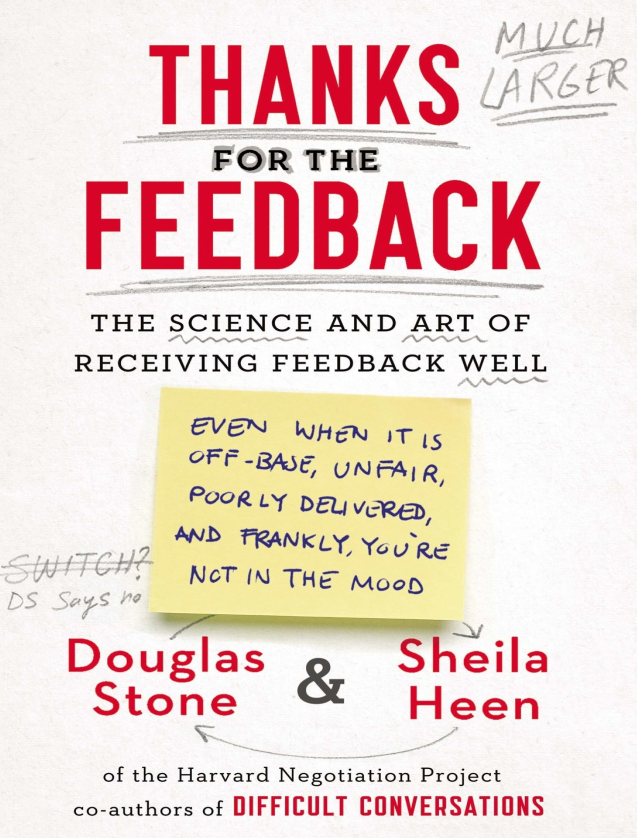 MUCH
LARGER
THANKS
FOR THE
FEEDBACK
THE SCIENCE AND ART OF
RECEIVING FEEDBACK WELL
EVEN WHEN IT IS
OFF-BASE, UNFAIR,
POORLY DELIVERED,
AND FRANKLY, YOU'RE
NOT IN THE MOOD
SWITCH?
DS Says no
Douglas
Stone
&
Sheila
Heen
of the Harvard Negotiation Project
co-authors of DIFFICULT CONVERSATIONS